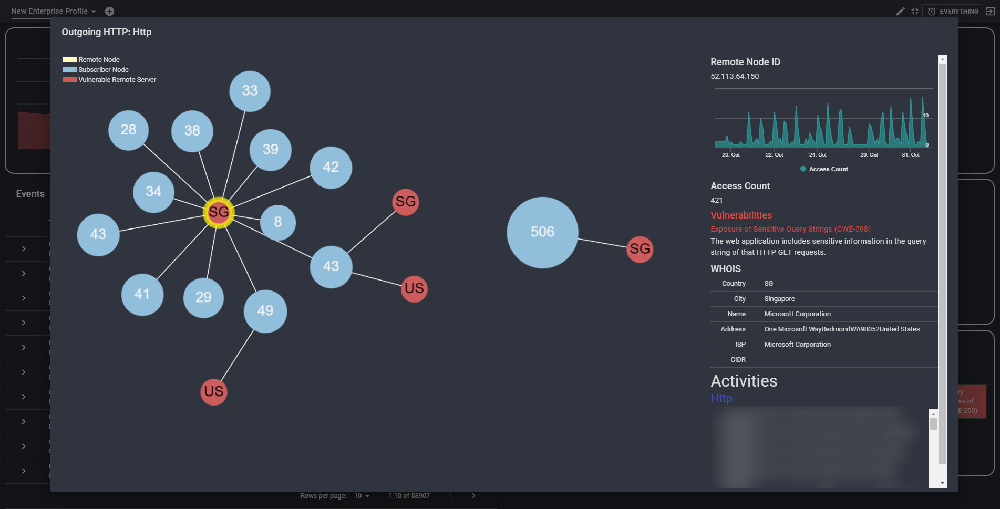 New Enterprise Profile
EVERYTHING
Outgoing HTTP: Http
Remote Node
Subscriber Node
Vulnerable Remote Server
33
28
38
39
42
34
SG
8
43
43
41
29
49
SG
US
US
506
SG
Remote Node ID
52.113.64.150
10
0
20. Oct 22. Oct 24. Oct 29. Oct 31. Oct
Access Count
Access Count
421
Vulnerabilities
Exposure of Sensitive Query Strings (CWE-598)
The web application includes sensitive information in the query
string of that HTTP GET requests.
WHOIS
Country SG
City Singapore
Name Microsoft Corporation
Address One Microsoft WayRedmondWA98052United States
ISP Microsoft Corporation
CIDR
Activities
Http
Events
ry
ure of
E-200)
Rows per page: 10 1-10 of 58907